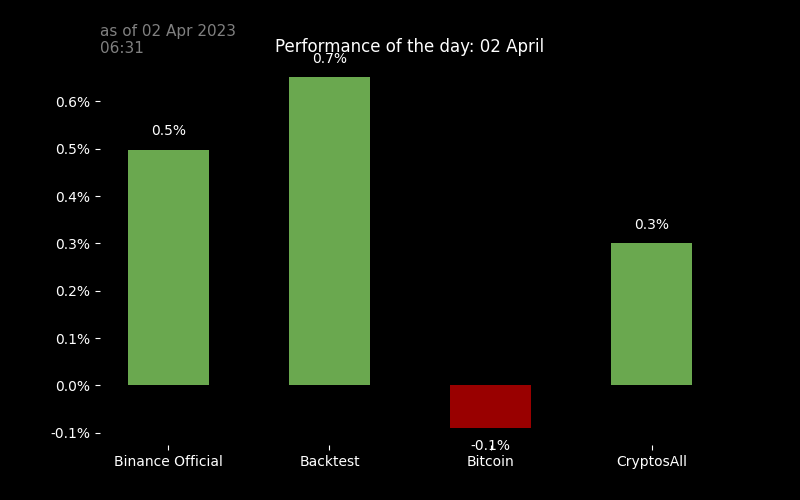 as of 02 Apr 2023
06:31
Performance of the day: 02 April
0.7%
0.6%
0.5%
0.5%
0.4%
0.3%
0.3%
0.2%
0.1%
0.0%
-0.1%
-0.1%
Binance Official
Backtest
Bitcoin
CryptosAll